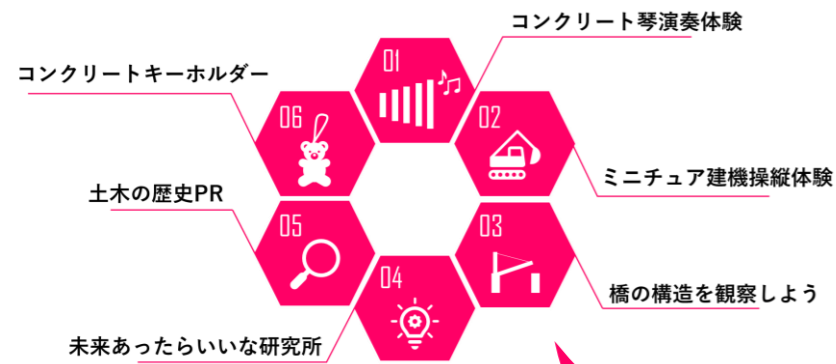 01
コンクリート琴演奏体験
02
ミニチュア建機操縦体験
03
橋の構造を観察しよう
04
未来あったらいいな研究所
05
土木の歴史PR
06
コンクリートキーホルダー